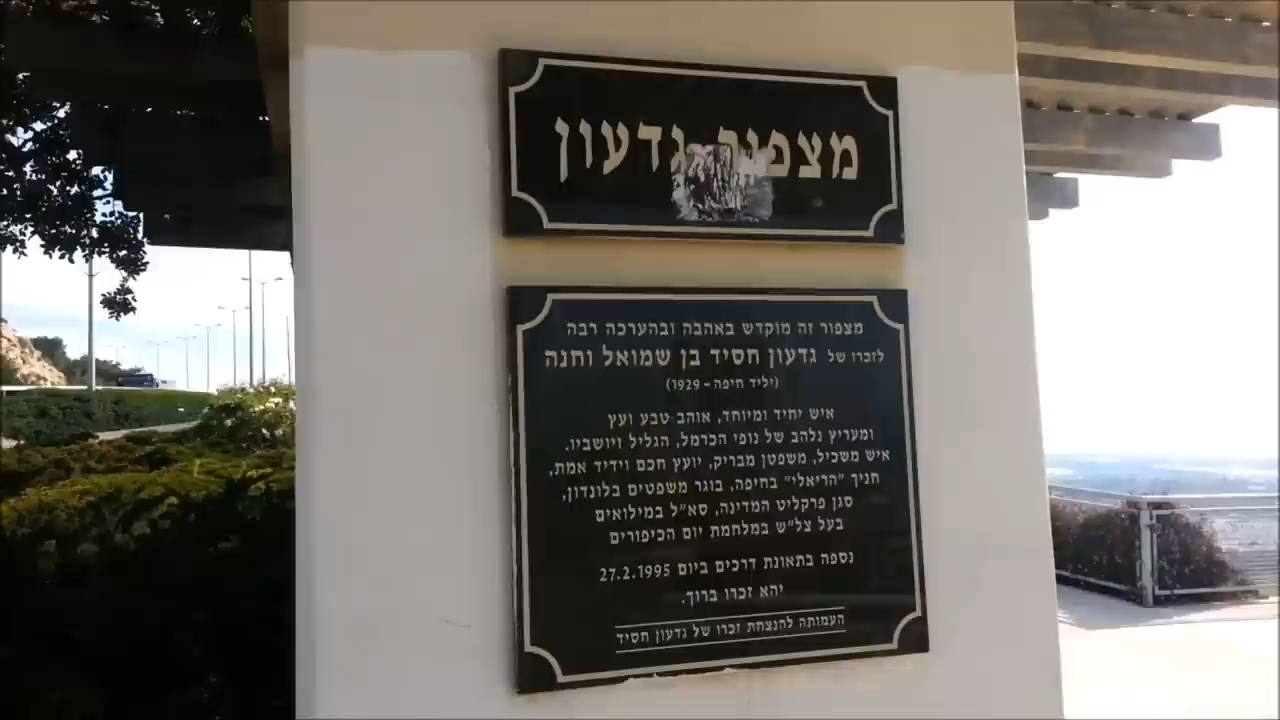 מצפור גדעון
מצפור זה מוקדש באהבה ובהערכה רבה
לזכרו של גדעון חסיד בן שמואל וחנה
(יליד חיפה – 1929)
איש יחיד ומיוחד, אוהב טבע ועץ
ומעריץ נלהב של נופי הכרמל, הגליל ויושביו.
איש משכיל, משפטן מבריק, יועץ חכם וידיד אמת,
חניך "הריאלי" בחיפה, בוגר משפטים בלונדון,
סגן פרקליט המדינה, סא"ל במילואים
בעל צל"ש במלחמת יום הכיפורים
נספה בתאונת דרכים ביום 27.2.1995
יהא זכרו ברוך.
העמותה להנצחת זכרו של גדעון חסיד